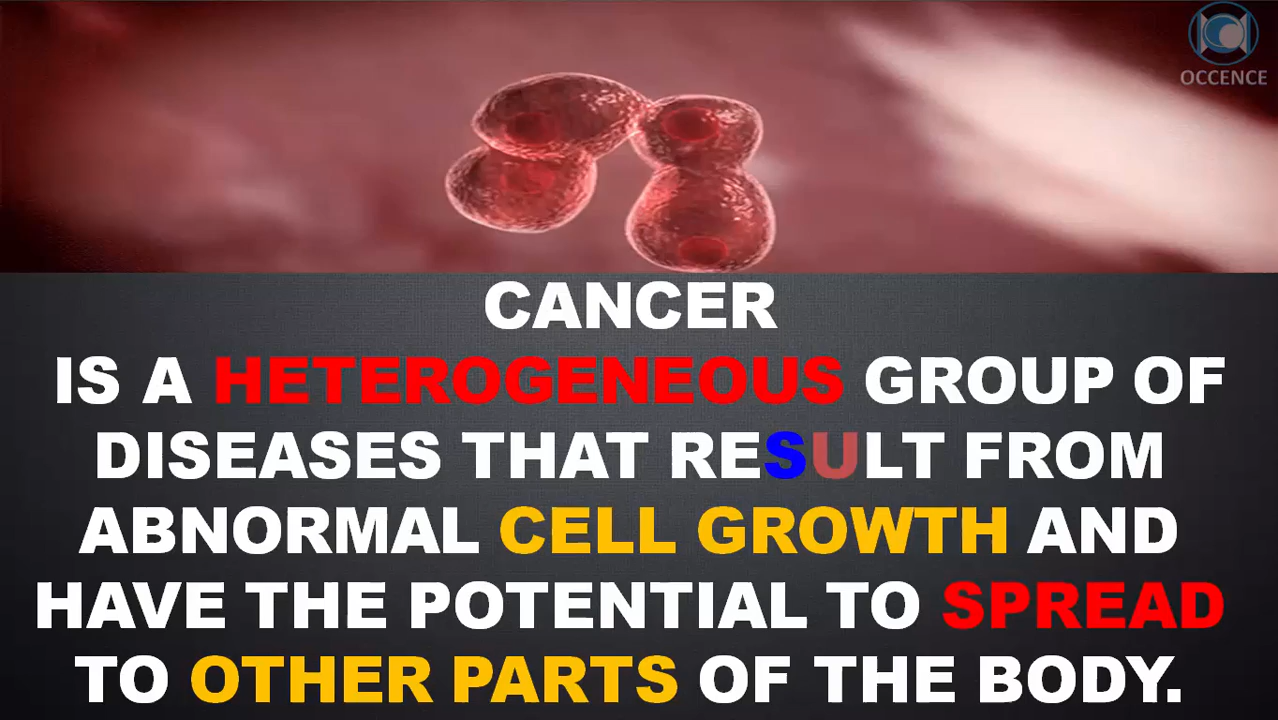 OCCENCE
CANCER
IS A HETEROGENEOUS GROUP OF
DISEASES THAT RESULT FROM
ABNORMAL CELL GROWTH AND
HAVE THE POTENTIAL TO SPREAD
TO OTHER PARTS OF THE BODY.